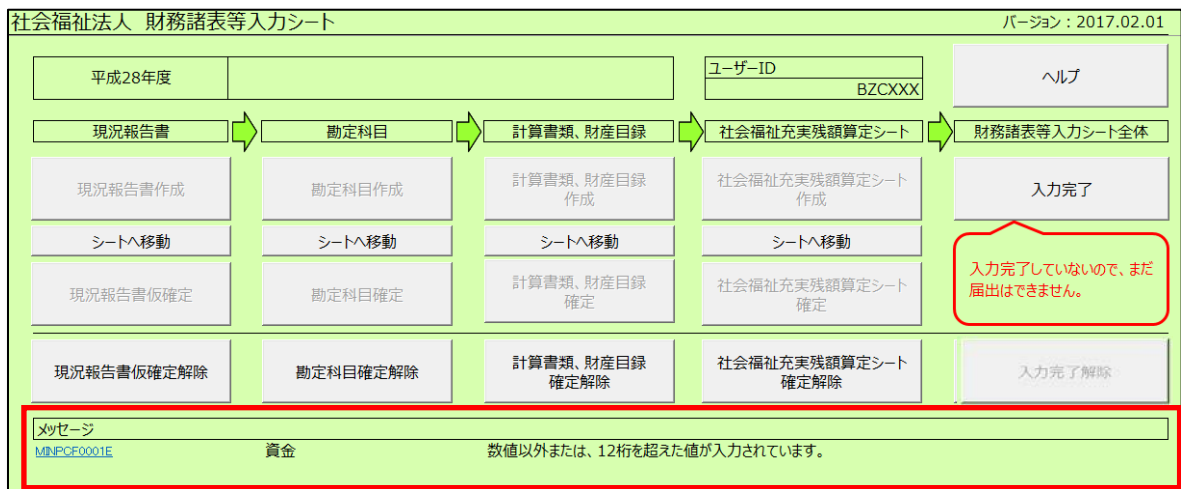 社会福祉法人 財務諸表等入力シート
バージョン：2017.02.01
平成28年度
ユーザーID
BZCXXX
ヘルプ
現況報告書
勘定科目
計算書類、財産目録
社会福祉充実残額算定シート
財務諸表等入力シート全体
現況報告書作成
勘定科目作成
計算書類、財産目録
作成
社会福祉充実残額算定シート
作成
入力完了
シートへ移動
シートへ移動
シートへ移動
シートへ移動
入力完了していないので、まだ
届出はできません。
現況報告書仮確定
勘定科目確定
計算書類、財産目録
確定
社会福祉充実残額算定シート
確定
現況報告書仮確定解除
勘定科目確定解除
計算書類、財産目録
確定解除
社会福祉充実残額算定シート
確定解除
入力完了解除
メッセージ
MINPCF0001E
資金
数値以外または、12桁を超えた値が入力されています。